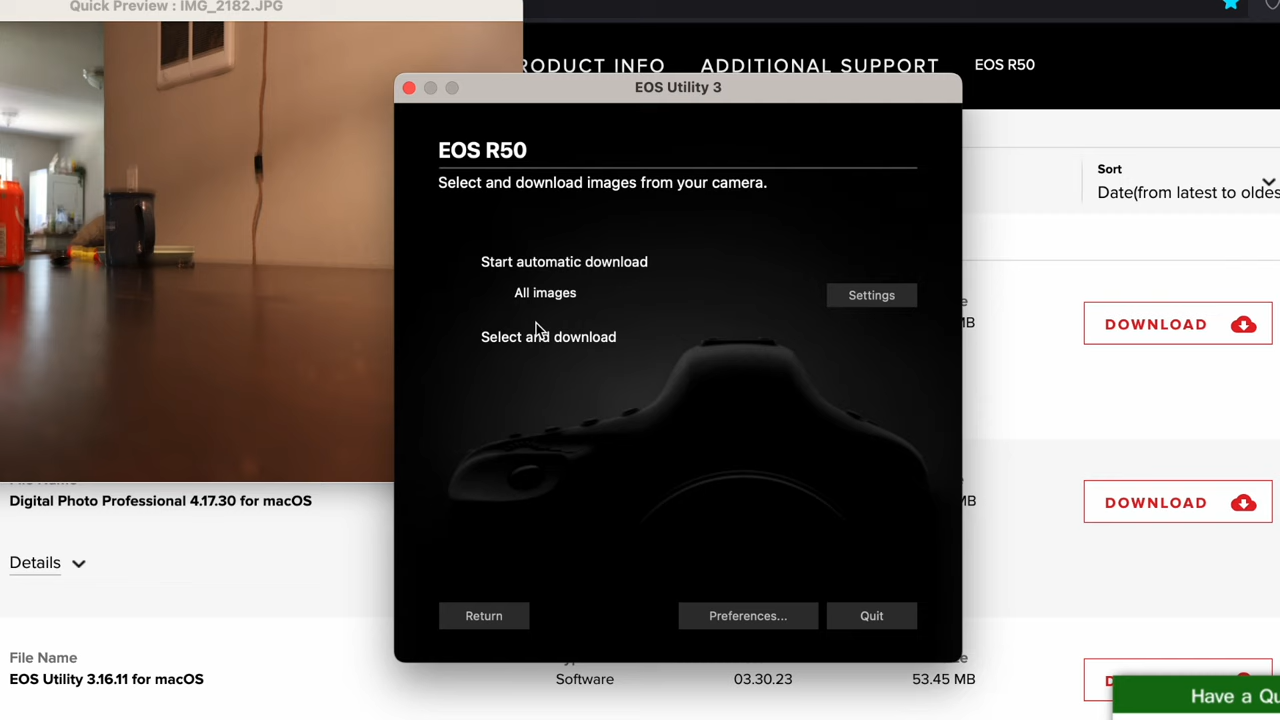 Quick Preview : IMG_2182.JPG
RODUCT INFO
ADDITIONAL SUPPORT
EOS R50
EOS Utility 3
EOS R50
Select and download images from your camera.
Sort
Date(from latest to oldes
Start automatic download
All images
Settings
MB
DOWNLOAD
Select and download
Digital Photo Professional 4.17.30 for macOS
MB
DOWNLOAD
Details
Return
Preferences...
Quit
File Name
EOS Utility 3.16.11 for macOS
Software
03.30.23
53.45 MB
Have a Qu